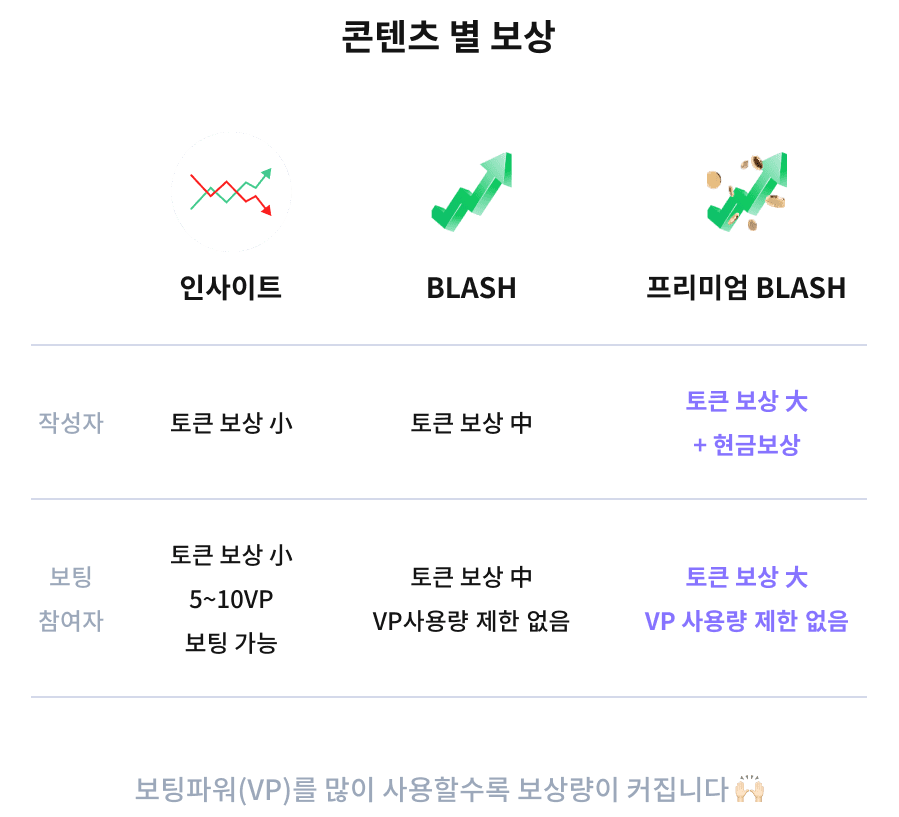 콘텐츠 별 보상
인사이트
BLASH
프리미엄 BLASH
작성자
토큰 보상 小
토큰 보상 中
토큰 보상 大
+ 현금보상
보팅
참여자
토큰 보상 小
5~10VP
보팅 가능
토큰 보상 中
VP사용량 제한 없음
토큰 보상 大
VP 사용량 제한 없음
보팅파워(VP)를 많이 사용할수록 보상량이 커집니다 🙌🏻